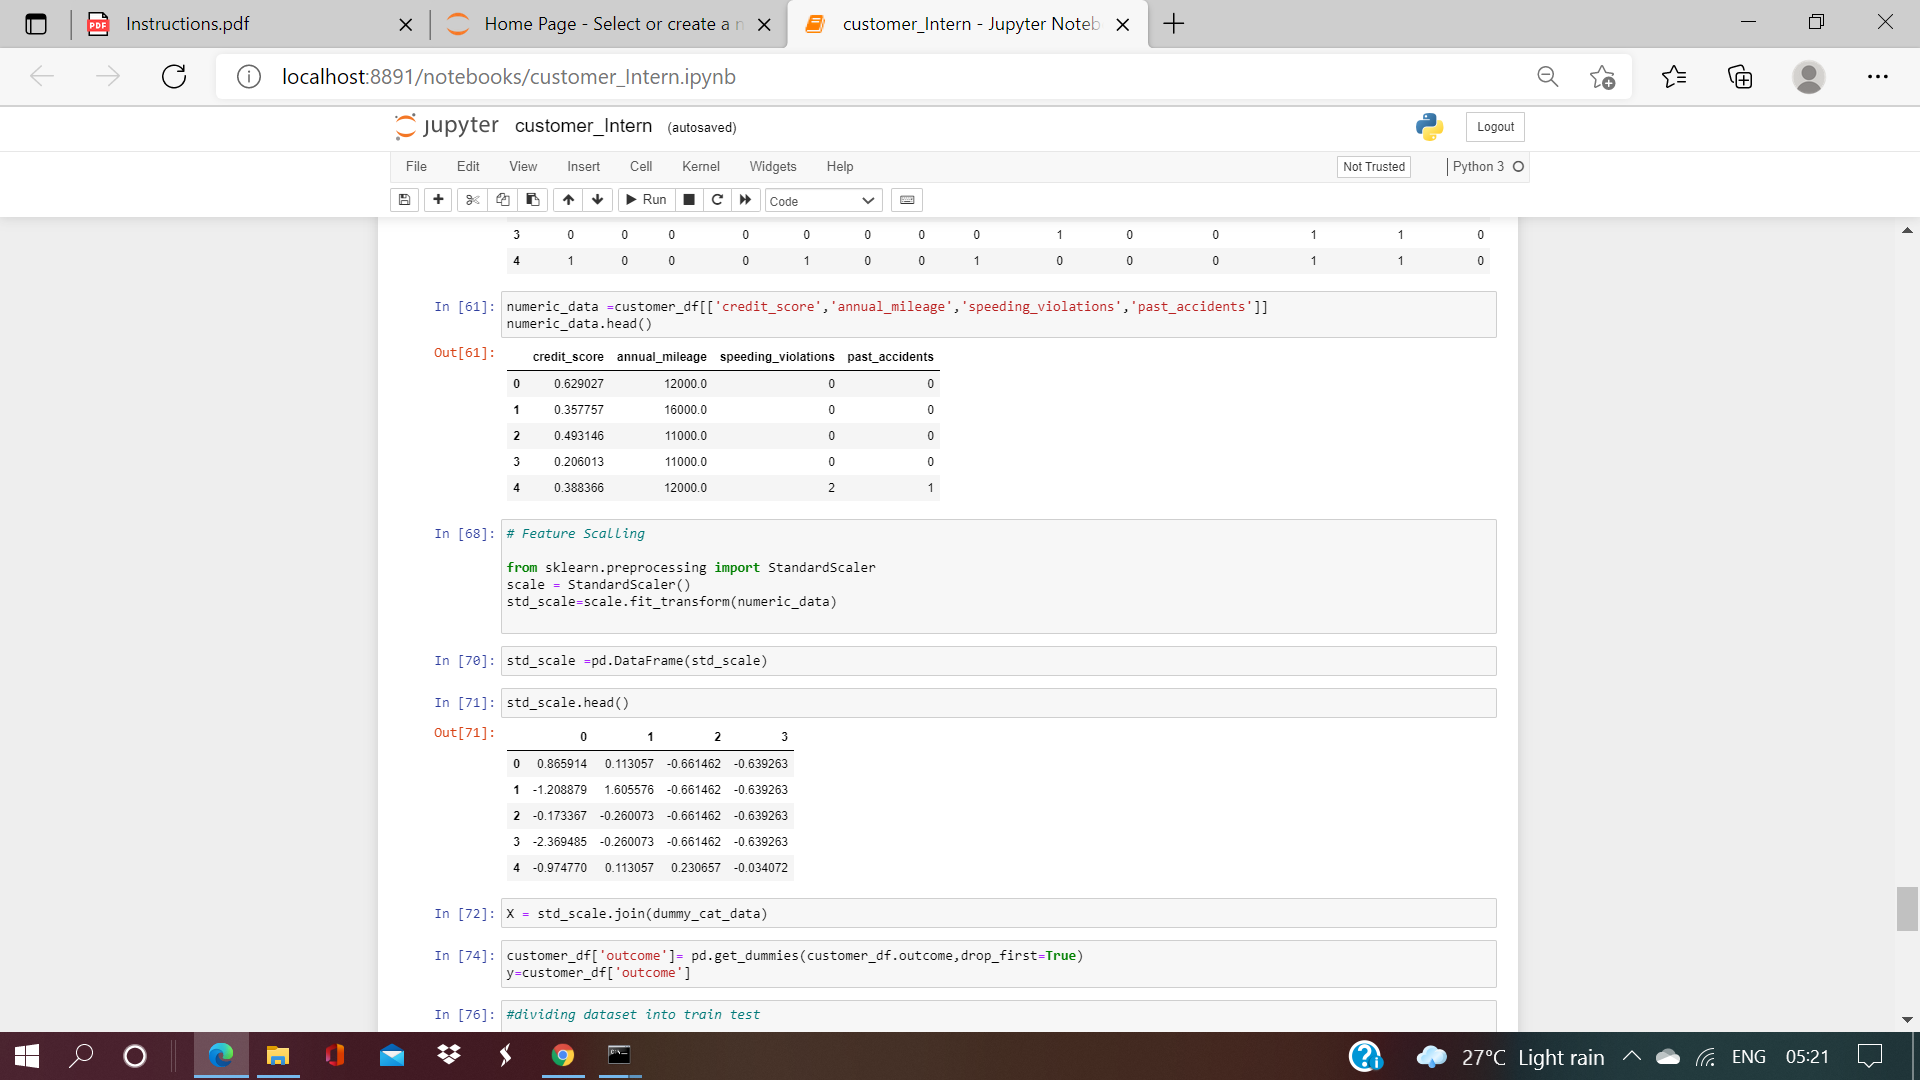 Instructions.pdf
Home Page - Select or create a n
customer_Intern - Jupyter Noteb
localhost:8891/notebooks/customer_Intern.ipynb
jupyter customer_Intern (autosaved)
Logout
File Edit View Insert Cell Kernel Widgets Help
Not Trusted
Python 3
Run
Code
3 0 0 0 0 0 0 0 0 1 0 0 1 1 0
4 1 0 0 0 1 0 0 1 0 0 0 1 1 0
In [61]: numeric_data =customer_df[['credit_score','annual_mileage','speeding_violations','past_accidents']]
numeric_data.head()
Out[61]:
credit_score annual_mileage speeding_violations past_accidents
0 0.629027 12000.0 0 0
1 0.357757 16000.0 0 0
2 0.493146 11000.0 0 0
3 0.206013 11000.0 0 0
4 0.388366 12000.0 2 1
In [68]: # Feature Scalling
from sklearn.preprocessing import StandardScaler
scale = StandardScaler()
std_scale=scale.fit_transform(numeric_data)
In [70]: std_scale =pd.DataFrame(std_scale)
In [71]: std_scale.head()
Out[71]:
0 1 2 3
0 0.865914 0.113057 -0.661462 -0.639263
1 -1.208879 1.605576 -0.661462 -0.639263
2 -0.173367 -0.260073 -0.661462 -0.639263
3 -2.369485 -0.260073 -0.661462 -0.639263
4 -0.974770 0.113057 0.230657 -0.034072
In [72]: X = std_scale.join(dummy_cat_data)
In [74]: customer_df['outcome']= pd.get_dummies(customer_df.outcome,drop_first=True)
y=customer_df['outcome']
In [76]: #dividing dataset into train test
27°C Light rain
ENG
05:21